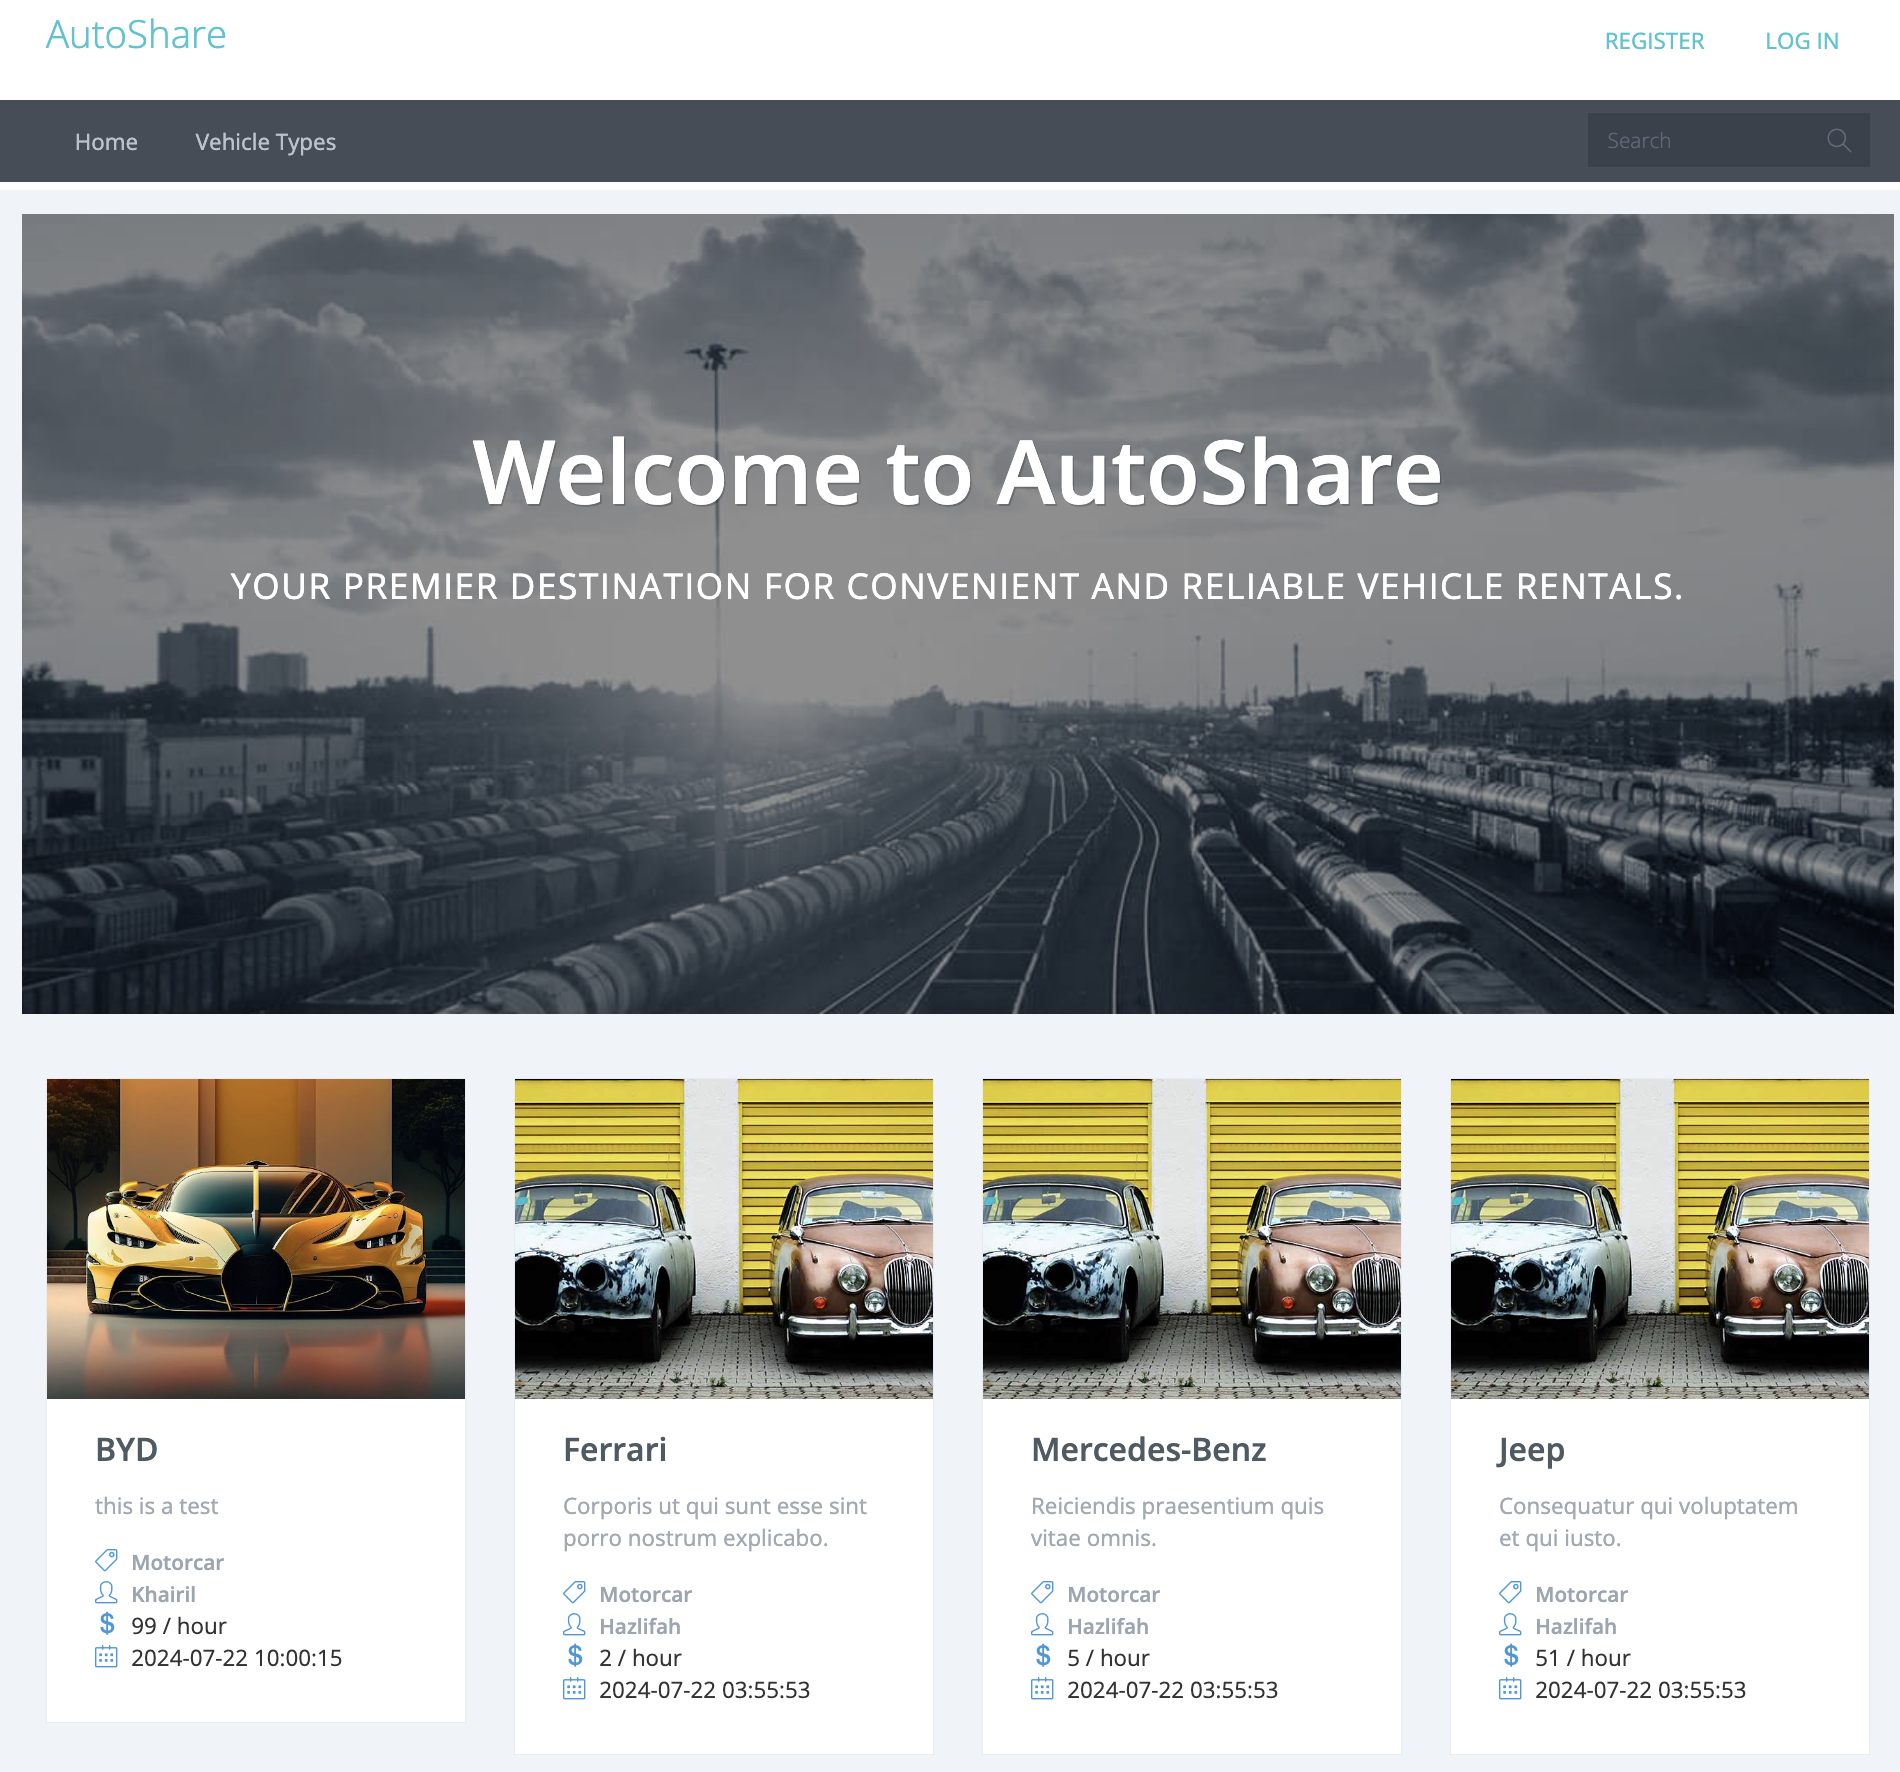 AutoShare
REGISTER
LOG IN
Home
Vehicle Types
Search
Welcome to AutoShare
YOUR PREMIER DESTINATION FOR CONVENIENT AND RELIABLE VEHICLE RENTALS.
BYD
this is a test
Motorcar
Khairil
$ 99 / hour
2024-07-22 10:00:15
Ferrari
Corporis ut qui sunt esse sint
porro nostrum explicabo.
Motorcar
Hazlifah
$ 2 / hour
2024-07-22 03:55:53
Mercedes-Benz
Reiciendis praesentium quis
vitae omnis.
Motorcar
Hazlifah
$ 5 / hour
2024-07-22 03:55:53
Jeep
Consequatur qui voluptatem
et qui iusto.
Motorcar
Hazlifah
$ 51 / hour
2024-07-22 03:55:53